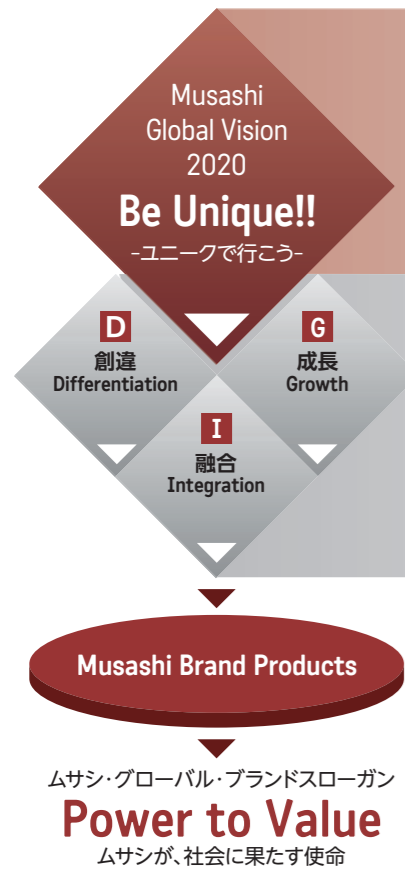 Musashi
Global Vision
2020
Be Unique!!
-ユニークで行こう-
D
創違
Differentiation
G
成長
Growth
I
融合
Integration
Musashi Brand Products
ムサシ・グローバル・ブランドスローガン
Power to Value
ムサシが、社会に果たす使命